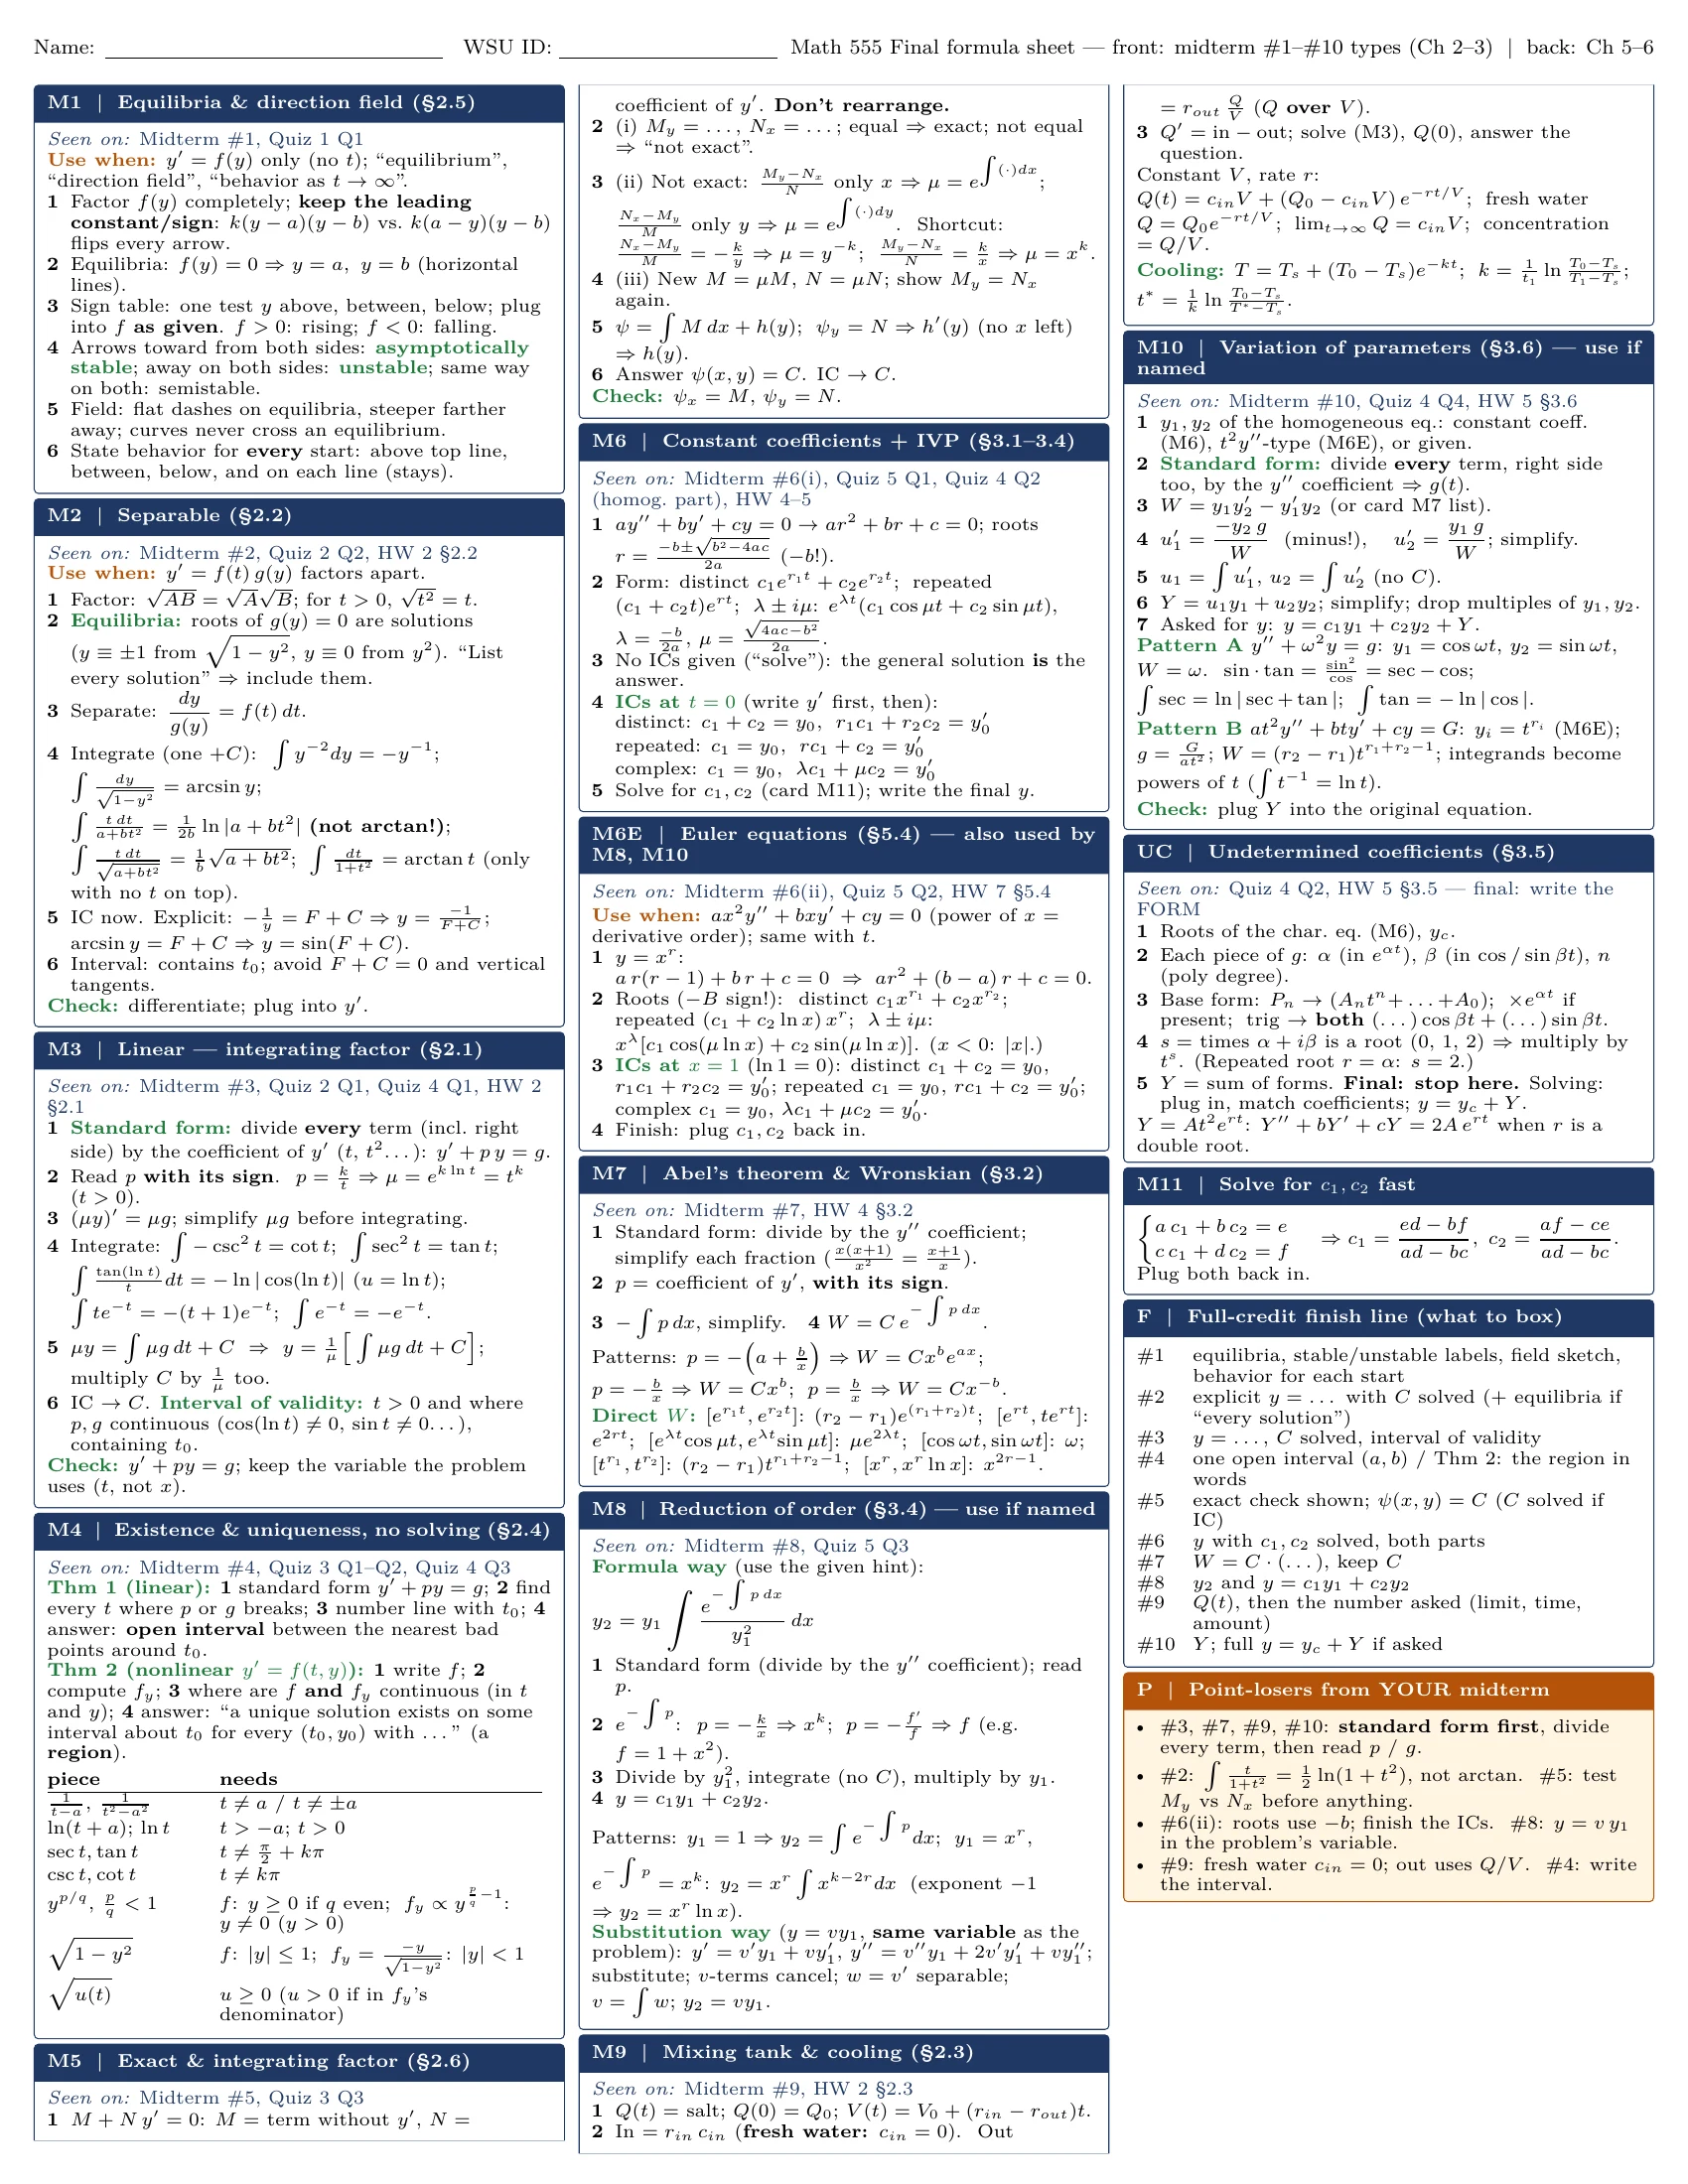 Name: WSU ID: Math 555 Final formula sheet — front: midterm #1–#10 types (Ch 2–3) | back: Ch 5–6
M1 | Equilibria & direction field (§2.5)
Seen on: Midterm #1, Quiz 1 Q1
Use when: y′ = f(y) only (no t); “equilibrium”,
“direction field”, “behavior as t → ∞”.
1 Factor f(y) completely; keep the leading
constant/sign: k(y − a)(y − b) vs. k(a − y)(y − b)
flips every arrow.
2 Equilibria: f(y) = 0 ⇒ y = a, y = b (horizontal
lines).
3 Sign table: one test y above, between, below; plug
into f as given. f > 0: rising; f < 0: falling.
4 Arrows toward from both sides: asymptotically
stable; away on both sides: unstable; same way
on both: semistable.
5 Field: flat dashes on equilibria, steeper farther
away; curves never cross an equilibrium.
6 State behavior for every start: above top line,
between, below, and on each line (stays).
M2 | Separable (§2.2)
Seen on: Midterm #2, Quiz 2 Q2, HW 2 §2.2
Use when: y′ = f(t) g(y) factors apart.
1 Factor: √(AB) = √A√B; for t > 0, √(t²) = t.
2 Equilibria: roots of g(y) = 0 are solutions
(y ≡ ±1 from √(1 − y²), y ≡ 0 from y²). “List
every solution” ⇒ include them.
3 Separate: dy/g(y) = f(t) dt.
4 Integrate (one +C): ∫ y⁻²dy = −y⁻¹;
∫ dy/√(1−y²) = arcsin y;
∫ t dt/(a+bt²) = 1/(2b) ln |a + bt²| (not arctan!);
∫ t dt/√(a+bt²) = 1/b √(a + bt²); ∫ dt/(1+t²) = arctan t (only
with no t on top).
5 IC now. Explicit: −1/y = F + C ⇒ y = −1/(F+C);
arcsin y = F + C ⇒ y = sin(F + C).
6 Interval: contains t₀; avoid F + C = 0 and vertical
tangents.
Check: differentiate; plug into y′.
M3 | Linear — integrating factor (§2.1)
Seen on: Midterm #3, Quiz 2 Q1, Quiz 4 Q1, HW 2
§2.1
1 Standard form: divide every term (incl. right
side) by the coefficient of y′ (t, t²...): y′ + p y = g.
2 Read p with its sign. p = k/t ⇒ μ = e^{k ln t} = t^k
(t > 0).
3 (μy)′ = μg; simplify μg before integrating.
4 Integrate: ∫ − csc² t = cot t; ∫ sec² t = tan t;
∫ tan(ln t)/t dt = − ln | cos(ln t)| (u = ln t);
∫ te^{−t} = −(t + 1)e^{−t}; ∫ e^{−t} = −e^{−t}.
5 μy = ∫ μg dt + C ⇒ y = 1/μ [ ∫ μg dt + C];
multiply C by 1/μ too.
6 IC → C. Interval of validity: t > 0 and where
p, g continuous (cos(ln t) ≠ 0, sin t ≠ 0...),
containing t₀.
Check: y′ + py = g; keep the variable the problem
uses (t, not x).
M4 | Existence & uniqueness, no solving (§2.4)
Seen on: Midterm #4, Quiz 3 Q1–Q2, Quiz 4 Q3
Thm 1 (linear): 1 standard form y′ + py = g; 2 find
every t where p or g breaks; 3 number line with t₀; 4
answer: open interval between the nearest bad
points around t₀.
Thm 2 (nonlinear y′ = f(t, y)): 1 write f; 2
compute f_y; 3 where are f and f_y continuous (in t
and y); 4 answer: “a unique solution exists on some
interval about t₀ for every (t₀, y₀) with ...” (a
region).
piece needs
1/(t−a), 1/(t²−a²) t ≠ a / t ≠ ±a
ln(t + a); ln t t > −a; t > 0
sec t, tan t t ≠ π/2 + kπ
csc t, cot t t ≠ kπ
y^{p/q}, p/q < 1 f: y ≥ 0 if q even; f_y ∝ y^{p/q −1}:
y ≠ 0 (y > 0)
√(1 − y²) f: |y| ≤ 1; f_y = −y/√(1−y²): |y| < 1
√(u(t)) u ≥ 0 (u > 0 if in f_y’s
denominator)
M5 | Exact & integrating factor (§2.6)
Seen on: Midterm #5, Quiz 3 Q3
1 M + N y′ = 0: M = term without y′, N =
coefficient of y′. Don’t rearrange.
2 (i) M_y = ..., N_x = ...; equal ⇒ exact; not equal
⇒ “not exact”.
3 (ii) Not exact: (M_y−N_x)/N only x ⇒ μ = e^{∫(·)dx};
(N_x−M_y)/M only y ⇒ μ = e^{∫(·)dy}. Shortcut:
(N_x−M_y)/M = −k/y ⇒ μ = y^{−k}; (M_y−N_x)/N = k/x ⇒ μ = x^k.
4 (iii) New M = μM, N = μN; show M_y = N_x
again.
5 ψ = ∫ M dx + h(y); ψ_y = N ⇒ h′(y) (no x left)
⇒ h(y).
6 Answer ψ(x, y) = C. IC → C.
Check: ψ_x = M, ψ_y = N.
M6 | Constant coefficients + IVP (§3.1–3.4)
Seen on: Midterm #6(i), Quiz 5 Q1, Quiz 4 Q2
(homog. part), HW 4–5
1 ay″ + by′ + cy = 0 → ar² + br + c = 0; roots
r = (−b±√(b²−4ac))/2a (−b!).
2 Form: distinct c₁e^{r₁t} + c₂e^{r₂t}; repeated
(c₁ + c₂t)e^{rt}; λ ± iμ: e^{λt}(c₁ cos μt + c₂ sin μt),
λ = −b/2a, μ = √(4ac−b²)/2a.
3 No ICs given (“solve”): the general solution is the
answer.
4 ICs at t = 0 (write y′ first, then):
distinct: c₁ + c₂ = y₀, r₁c₁ + r₂c₂ = y′₀
repeated: c₁ = y₀, rc₁ + c₂ = y′₀
complex: c₁ = y₀, λc₁ + μc₂ = y′₀
5 Solve for c₁, c₂ (card M11); write the final y.
M6E | Euler equations (§5.4) — also used by
M8, M10
Seen on: Midterm #6(ii), Quiz 5 Q2, HW 7 §5.4
Use when: ax²y″ + bxy′ + cy = 0 (power of x =
derivative order); same with t.
1 y = x^r:
a r(r − 1) + b r + c = 0 ⇒ ar² + (b − a) r + c = 0.
2 Roots (−B sign!): distinct c₁x^{r₁} + c₂x^{r₂};
repeated (c₁ + c₂ ln x) x^r; λ ± iμ:
x^λ[c₁ cos(μ ln x) + c₂ sin(μ ln x)]. (x < 0: |x|.)
3 ICs at x = 1 (ln 1 = 0): distinct c₁ + c₂ = y₀,
r₁c₁ + r₂c₂ = y′₀; repeated c₁ = y₀, rc₁ + c₂ = y′₀;
complex c₁ = y₀, λc₁ + μc₂ = y′₀.
4 Finish: plug c₁, c₂ back in.
M7 | Abel’s theorem & Wronskian (§3.2)
Seen on: Midterm #7, HW 4 §3.2
1 Standard form: divide by the y″ coefficient;
simplify each fraction (x(x+1)/x² = (x+1)/x).
2 p = coefficient of y′, with its sign.
3 −∫ p dx, simplify. 4 W = C e^{−∫ p dx}.
Patterns: p = −(a + b/x) ⇒ W = Cx^b e^{ax};
p = −b/x ⇒ W = Cx^b; p = b/x ⇒ W = Cx^{−b}.
Direct W: [e^{r₁t}, e^{r₂t}]: (r₂ − r₁)e^{(r₁+r₂)t}; [e^{rt}, te^{rt}]:
e^{2rt}; [e^{λt}cos μt, e^{λt}sin μt]: μe^{2λt}; [cos ωt, sin ωt]: ω;
[t^{r₁}, t^{r₂}]: (r₂ − r₁)t^{r₁+r₂−1}; [x^r, x^r ln x]: x^{2r−1}.
M8 | Reduction of order (§3.4) — use if named
Seen on: Midterm #8, Quiz 5 Q3
Formula way (use the given hint):
y₂ = y₁ ∫ e^{−∫ p dx}/y₁² dx
1 Standard form (divide by the y″ coefficient); read
p.
2 e^{−∫ p}: p = −k/x ⇒ x^k; p = −f′/f ⇒ f (e.g.
f = 1 + x²).
3 Divide by y₁², integrate (no C), multiply by y₁.
4 y = c₁y₁ + c₂y₂.
Patterns: y₁ = 1 ⇒ y₂ = ∫ e^{−∫ p}dx; y₁ = x^r,
e^{−∫ p} = x^k: y₂ = x^r ∫ x^{k−2r}dx (exponent −1
⇒ y₂ = x^r ln x).
Substitution way (y = vy₁, same variable as the
problem): y′ = v′y₁ + vy′₁, y″ = v″y₁ + 2v′y′₁ + vy″₁;
substitute; v-terms cancel; w = v′ separable;
v = ∫ w; y₂ = vy₁.
M9 | Mixing tank & cooling (§2.3)
Seen on: Midterm #9, HW 2 §2.3
1 Q(t) = salt; Q(0) = Q₀; V(t) = V₀ + (r_in − r_out)t.
2 In = r_in c_in (fresh water: c_in = 0). Out
= r_out Q/V (Q over V).
3 Q′ = in − out; solve (M3), Q(0), answer the
question.
Constant V, rate r:
Q(t) = c_in V + (Q₀ − c_in V) e^{−rt/V}; fresh water
Q = Q₀e^{−rt/V}; lim_{t→∞} Q = c_in V; concentration
= Q/V.
Cooling: T = T_s + (T₀ − T_s)e^{−kt}; k = 1/t₁ ln (T₀−T_s)/(T₁−T_s);
t* = 1/k ln (T₀−T_s)/(T*−T_s).
M10 | Variation of parameters (§3.6) — use if
named
Seen on: Midterm #10, Quiz 4 Q4, HW 5 §3.6
1 y₁, y₂ of the homogeneous eq.: constant coeff.
(M6), t²y″-type (M6E), or given.
2 Standard form: divide every term, right side
too, by the y″ coefficient ⇒ g(t).
3 W = y₁y′₂ − y′₁y₂ (or card M7 list).
4 u′₁ = −y₂ g/W (minus!), u′₂ = y₁ g/W; simplify.
5 u₁ = ∫ u′₁, u₂ = ∫ u′₂ (no C).
6 Y = u₁y₁ + u₂y₂; simplify; drop multiples of y₁, y₂.
7 Asked for y: y = c₁y₁ + c₂y₂ + Y.
Pattern A y″ + ω²y = g: y₁ = cos ωt, y₂ = sin ωt,
W = ω. sin · tan = sin²/cos = sec − cos;
∫ sec = ln | sec + tan |; ∫ tan = − ln | cos |.
Pattern B at²y″ + bty′ + cy = G: y_i = t^{r_i} (M6E);
g = G/at²; W = (r₂ − r₁)t^{r₁+r₂−1}; integrands become
powers of t (∫ t⁻¹ = ln t).
Check: plug Y into the original equation.
UC | Undetermined coefficients (§3.5)
Seen on: Quiz 4 Q2, HW 5 §3.5 — final: write the
FORM
1 Roots of the char. eq. (M6), y_c.
2 Each piece of g: α (in e^{αt}), β (in cos / sin βt), n
(poly degree).
3 Base form: P_n → (A_n t^n + ... + A₀); ×e^{αt} if
present; trig → both (...) cos βt + (...) sin βt.
4 s = times α + iβ is a root (0, 1, 2) ⇒ multiply by
t^s. (Repeated root r = α: s = 2.)
5 Y = sum of forms. Final: stop here. Solving:
plug in, match coefficients; y = y_c + Y.
Y = At²e^{rt}: Y″ + bY′ + cY = 2A e^{rt} when r is a
double root.
M11 | Solve for c₁, c₂ fast
{ a c₁ + b c₂ = e
c c₁ + d c₂ = f ⇒ c₁ = (ed − bf)/(ad − bc), c₂ = (af − ce)/(ad − bc).
Plug both back in.
F | Full-credit finish line (what to box)
#1 equilibria, stable/unstable labels, field sketch,
behavior for each start
#2 explicit y = ... with C solved (+ equilibria if
“every solution”)
#3 y = ..., C solved, interval of validity
#4 one open interval (a, b) / Thm 2: the region in
words
#5 exact check shown; ψ(x, y) = C (C solved if
IC)
#6 y with c₁, c₂ solved, both parts
#7 W = C · (...), keep C
#8 y₂ and y = c₁y₁ + c₂y₂
#9 Q(t), then the number asked (limit, time,
amount)
#10 Y; full y = y_c + Y if asked
P | Point-losers from YOUR midterm
• #3, #7, #9, #10: standard form first, divide
every term, then read p / g.
• #2: ∫ t/(1+t²) = 1/2 ln(1 + t²), not arctan. #5: test
M_y vs N_x before anything.
• #6(ii): roots use −b; finish the ICs. #8: y = v y₁
in the problem’s variable.
• #9: fresh water c_in = 0; out uses Q/V. #4: write
the interval.